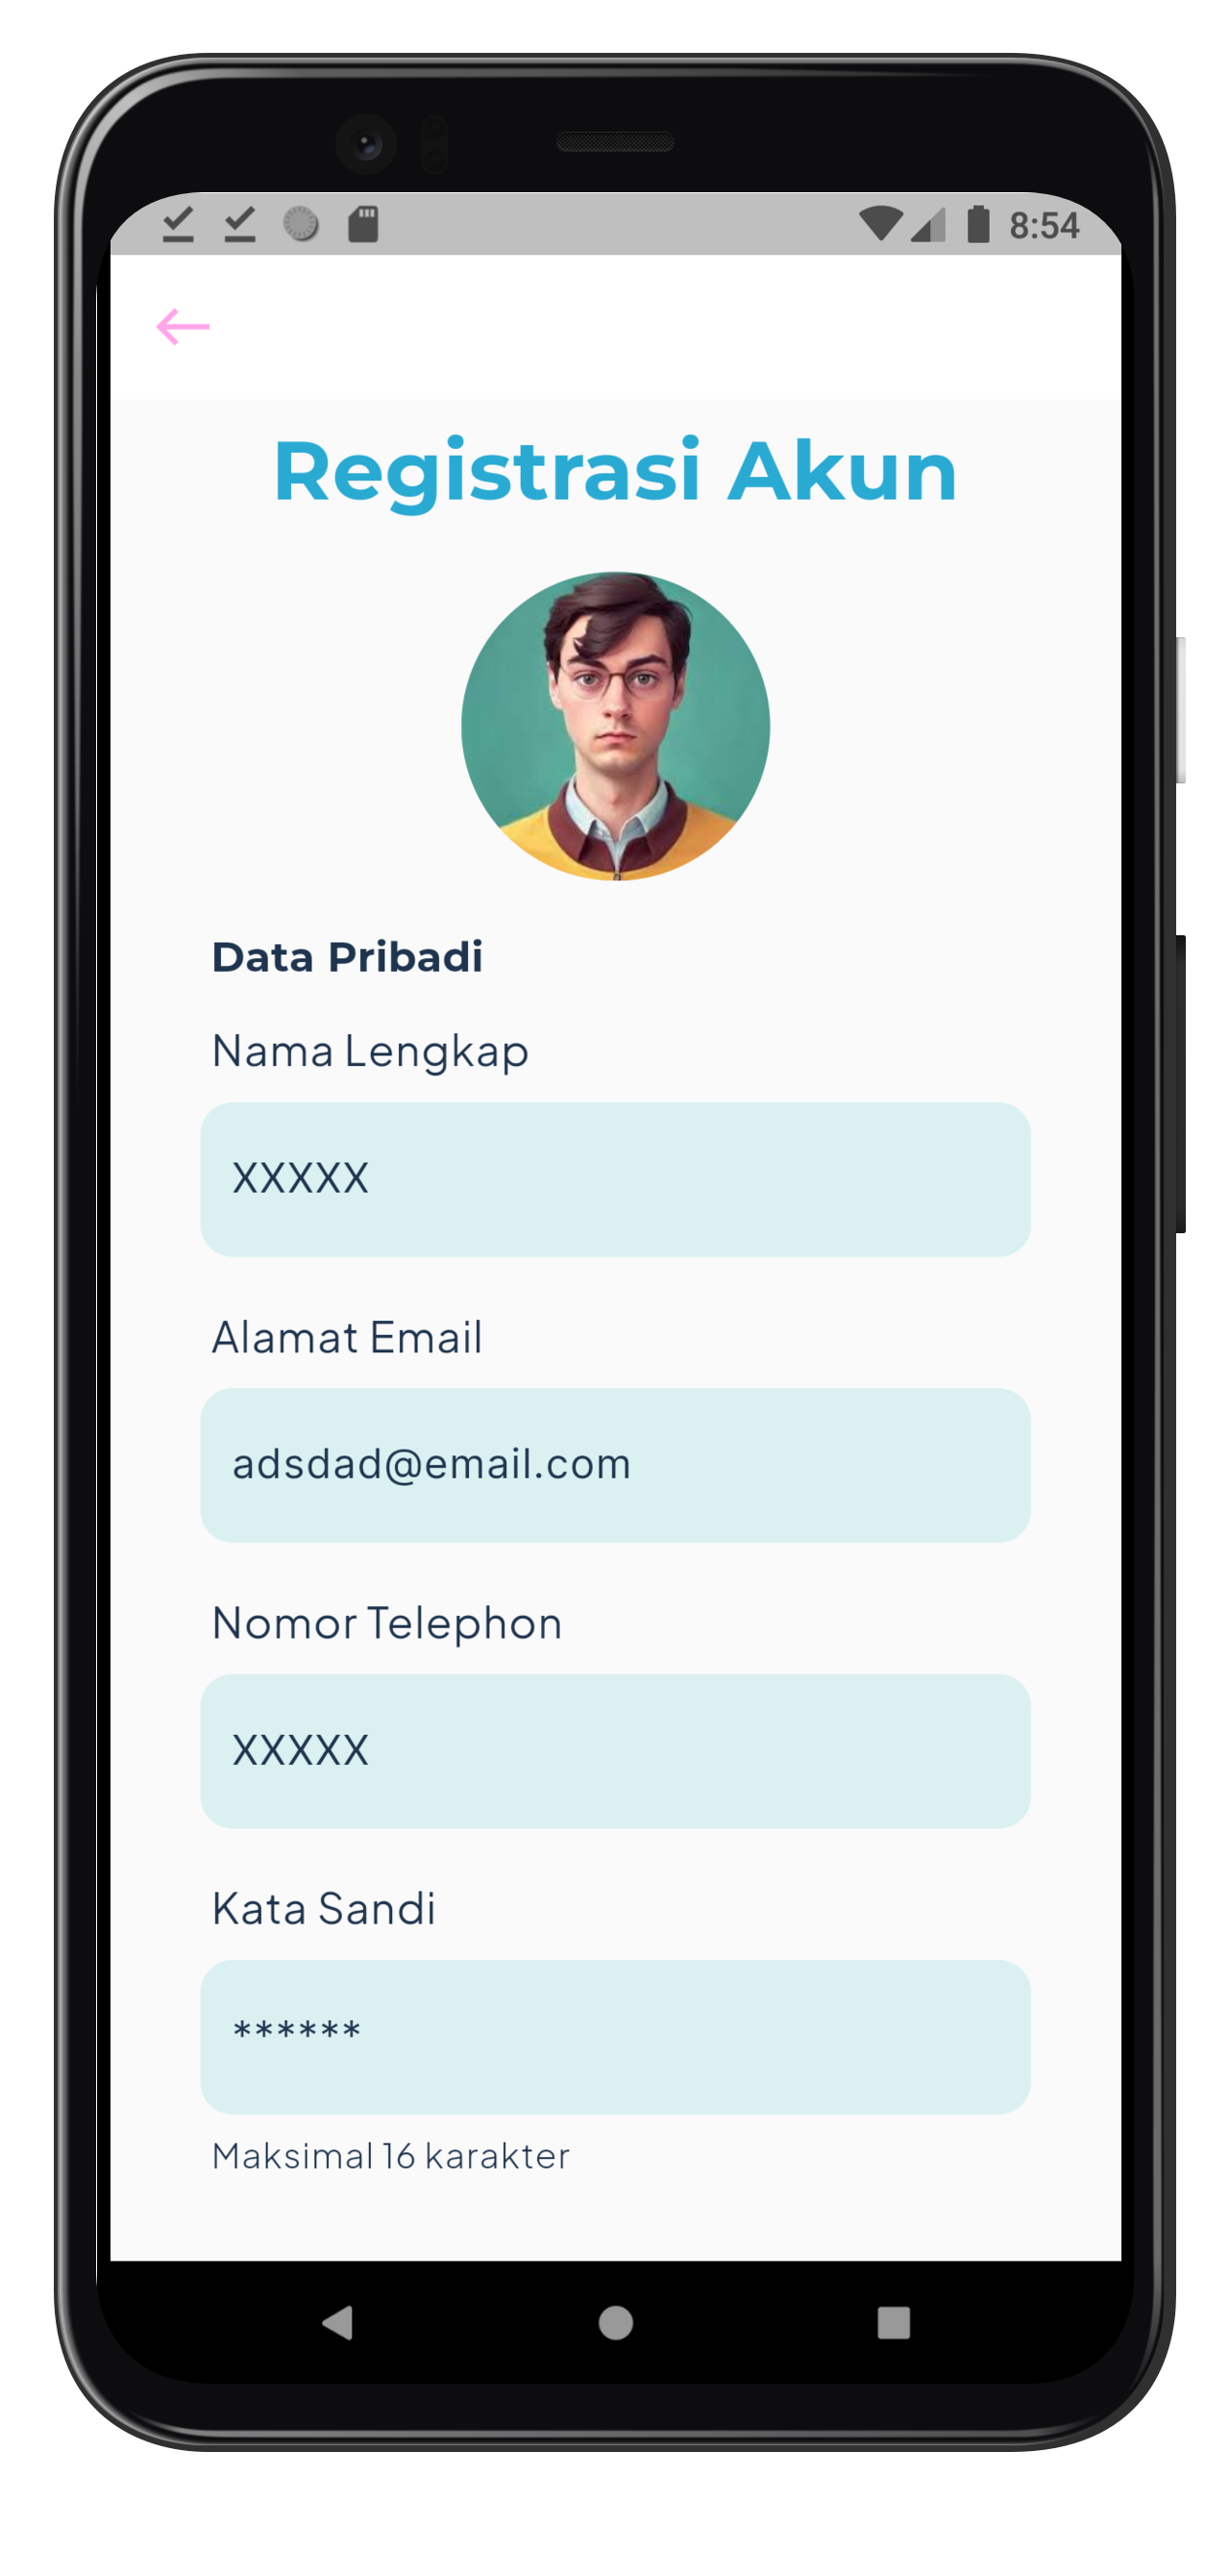 8:54
Registrasi Akun
Data Pribadi
Nama Lengkap
XXXXX
Alamat Email
adsdad@email.com
Nomor Telephon
XXXXX
Kata Sandi
******
Maksimal 16 karakter